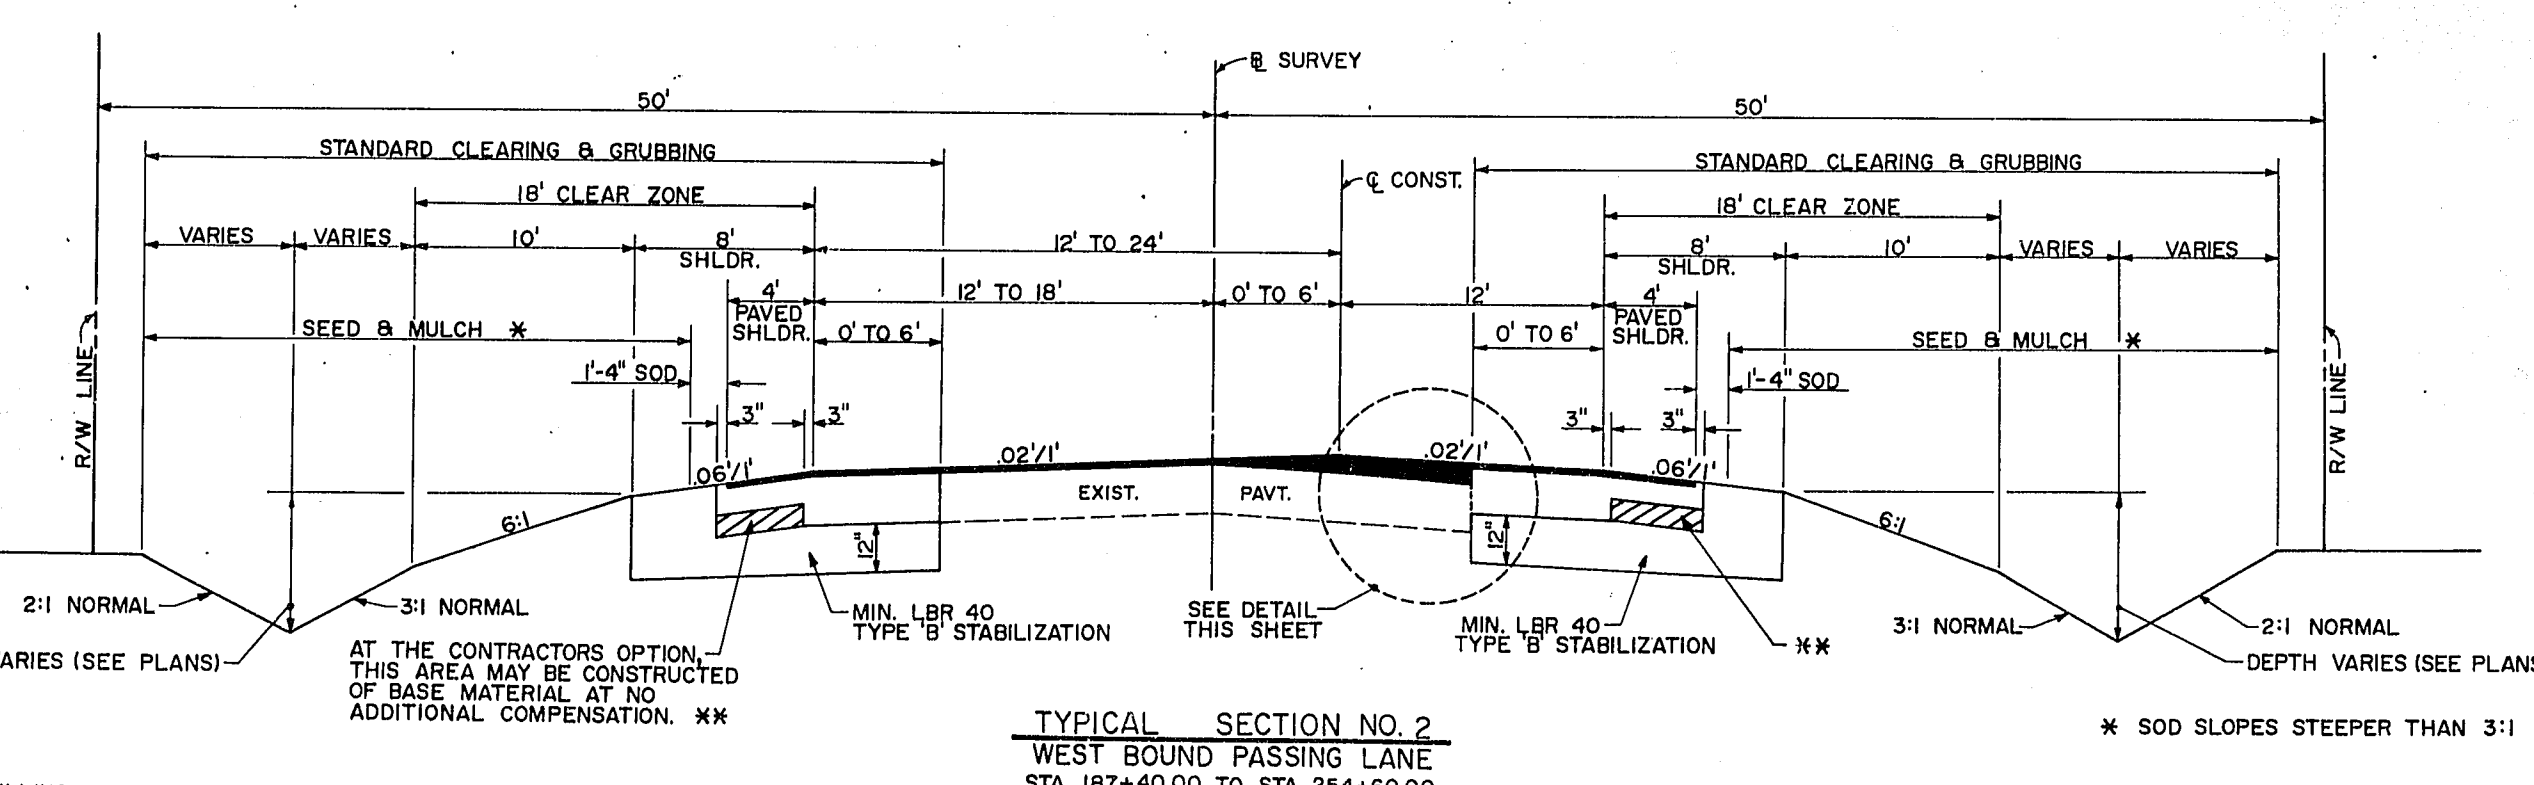 ℄ SURVEY
50'
50'
STANDARD CLEARING & GRUBBING
STANDARD CLEARING & GRUBBING
℄ CONST.
18' CLEAR ZONE
18' CLEAR ZONE
VARIES
VARIES
10'
8'
SHLDR.
12' TO 24'
8'
SHLDR.
10'
VARIES
VARIES
4'
PAVED
SHLDR.
12' TO 18'
0' TO 6'
12'
4'
PAVED
SHLDR.
SEED & MULCH *
0' TO 6'
0' TO 6'
SEED & MULCH *
1'-4" SOD
1'-4" SOD
R/W LINE
R/W LINE
3"
3"
3"
3"
.06'/1'
.02'/1'
.02'/1'
.06'/1'
EXIST.
PAVT.
6:1
6:1
12"
12"
2:1 NORMAL
3:1 NORMAL
MIN. LBR 40
TYPE 'B' STABILIZATION
SEE DETAIL
THIS SHEET
MIN. LBR 40
TYPE 'B' STABILIZATION
**
3:1 NORMAL
2:1 NORMAL
VARIES (SEE PLANS)
DEPTH VARIES (SEE PLANS
AT THE CONTRACTORS OPTION,
THIS AREA MAY BE CONSTRUCTED
OF BASE MATERIAL AT NO
ADDITIONAL COMPENSATION. **
TYPICAL SECTION NO. 2
WEST BOUND PASSING LANE
* SOD SLOPES STEEPER THAN 3:1